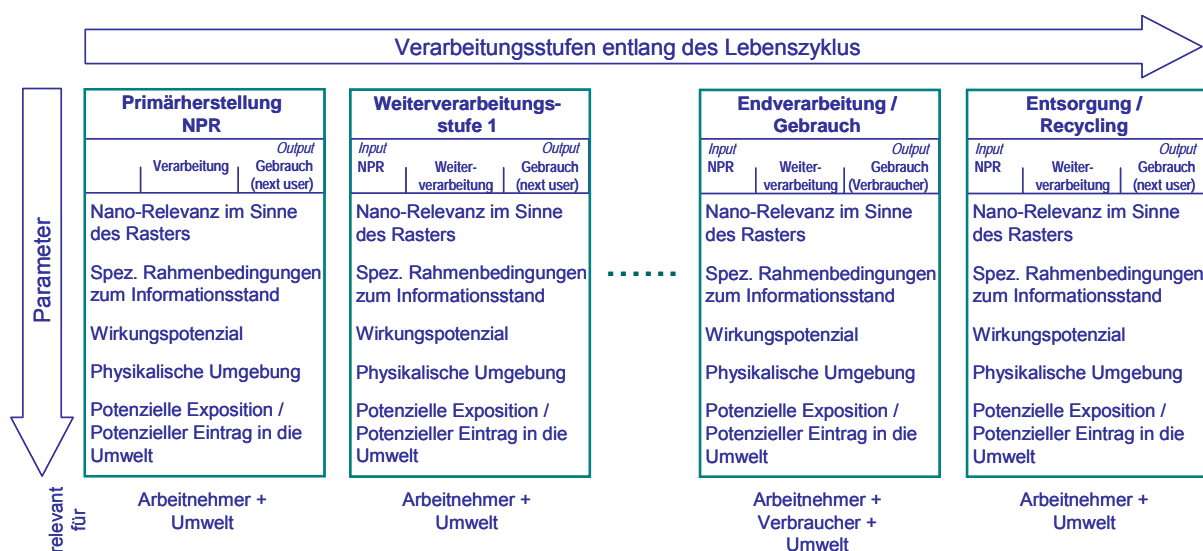 Verarbeitungsstufen entlang des Lebenszyklus
Parameter
relevant
für
Primärherstellung
NPR
Output
Verarbeitung
Gebrauch
(next user)
Nano-Relevanz im Sinne
des Rasters
Spez. Rahmenbedingungen
zum Informationsstand
Wirkungspotenzial
Physikalische Umgebung
Potenzielle Exposition /
Potenzieller Eintrag in die
Umwelt
Arbeitnehmer +
Umwelt
Weiterverarbeitungs-
stufe 1
Input
Output
NPR
Weiter-
verarbeitung
Gebrauch
(next user)
Nano-Relevanz im Sinne
des Rasters
Spez. Rahmenbedingungen
zum Informationsstand
Wirkungspotenzial
Physikalische Umgebung
Potenzielle Exposition /
Potenzieller Eintrag in die
Umwelt
Arbeitnehmer +
Umwelt
......
Endverarbeitung /
Gebrauch
Input
Output
NPR
Weiter-
verarbeitung
Gebrauch
(Verbraucher)
Nano-Relevanz im Sinne
des Rasters
Spez. Rahmenbedingungen
zum Informationsstand
Wirkungspotenzial
Physikalische Umgebung
Potenzielle Exposition /
Potenzieller Eintrag in die
Umwelt
Arbeitnehmer +
Verbraucher +
Umwelt
Entsorgung /
Recycling
Input
Output
NPR
Weiter-
verarbeitung
Gebrauch
(next user)
Nano-Relevanz im Sinne
des Rasters
Spez. Rahmenbedingungen
zum Informationsstand
Wirkungspotenzial
Physikalische Umgebung
Potenzielle Exposition /
Potenzieller Eintrag in die
Umwelt
Arbeitnehmer +
Umwelt